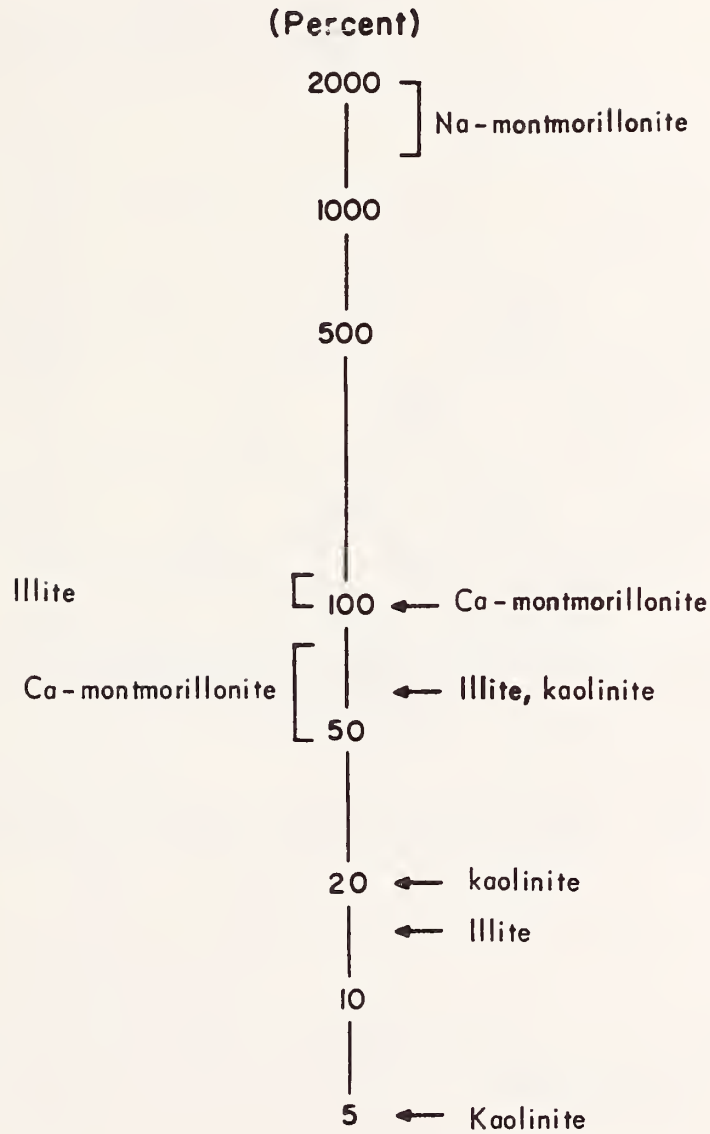 (Percent)
2000
Na-montmorillonite
1000
500
Illite
100
Ca-montmorillonite
Ca-montmorillonite
Illite, kaolinite
50
20
kaolinite
Illite
10
5
Kaolinite